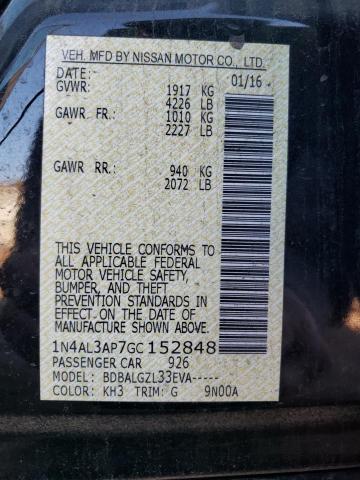 VEH. MFD BY NISSAN MOTOR CO., LTD.
DATE: 01/16
GVWR: 1917 KG
4226 LB
GAWR FR: 1010 KG
2227 LB
GAWR RR: 940 KG
2072 LB
THIS VEHICLE CONFORMS TO
ALL APPLICABLE FEDERAL
MOTOR VEHICLE SAFETY,
BUMPER, AND THEFT
PREVENTION STANDARDS IN
EFFECT ON THE DATE OF
MANUFACTURE SHOWN ABOVE.
1N4AL3AP7GC152848
PASSENGER CAR 926
MODEL: BDBALGZL33EVA-----
COLOR: KH3 TRIM: G 9N00A